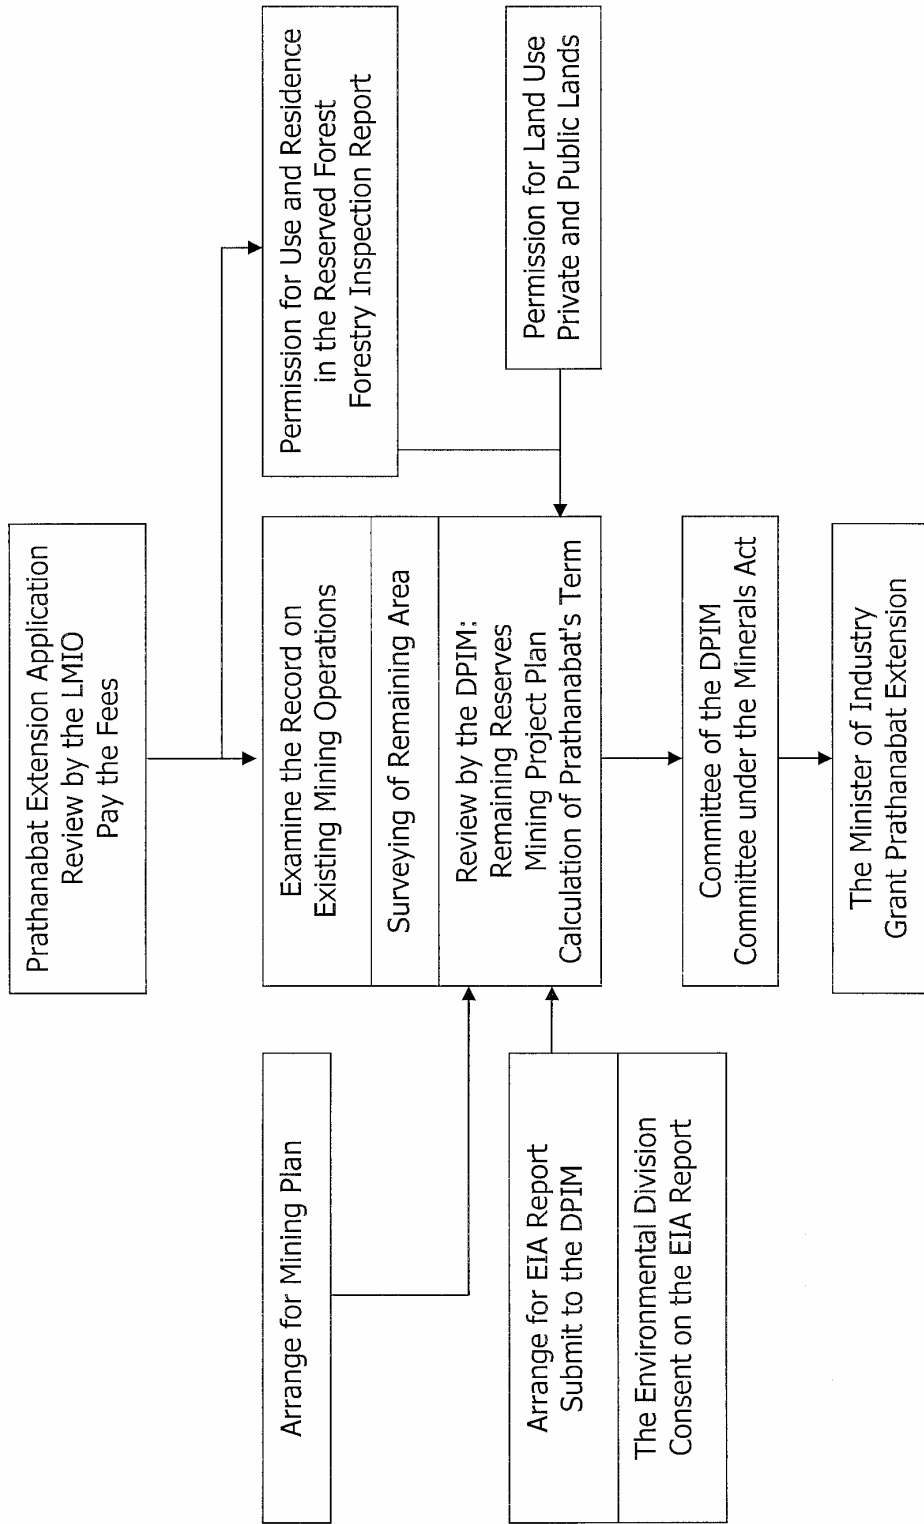 Prathanabat Extension Application
Review by the LMIO
Pay the Fees
Arrange for Mining Plan
Examine the Record on
Existing Mining Operations
Surveying of Remaining Area
Review by the DPIM:
Remaining Reserves
Mining Project Plan
Calculation of Prathanabat's Term
Permission for Use and Residence
in the Reserved Forest
Forestry Inspection Report
Arrange for EIA Report
Submit to the DPIM
The Environmental Division
Consent on the EIA Report
Permission for Land Use
Private and Public Lands
Committee of the DPIM
Committee under the Minerals Act
The Minister of Industry
Grant Prathanabat Extension